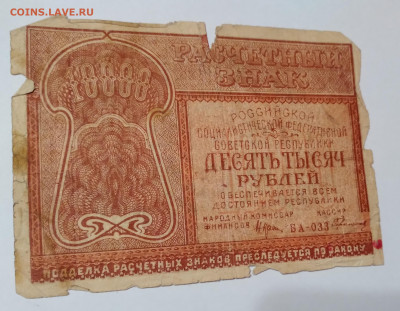 COINS.LAVE.RU
РАСЧЕТНЫЙ
ЗНАК
10000
РОССИЙСКОЙ
СОЦИАЛИСТИЧЕСКОЙ ФЕДЕРАТИВНОЙ
СОВЕТСКОЙ РЕСПУБЛИКИ
ДЕСЯТЬ ТЫСЯЧ
РУБЛЕЙ
ОБЕСПЕЧИВАЕТСЯ ВСЕМ
ДОСТОЯНИЕМ РЕСПУБЛИКИ
НАРОДНЫЙ КОМИССАР КАССИР
ФИНАНСОВ БА-033
ПОДДЕЛКА РАСЧЕТНЫХ ЗНАКОВ ПРЕСЛЕДУЕТСЯ ПО ЗАКОНУ